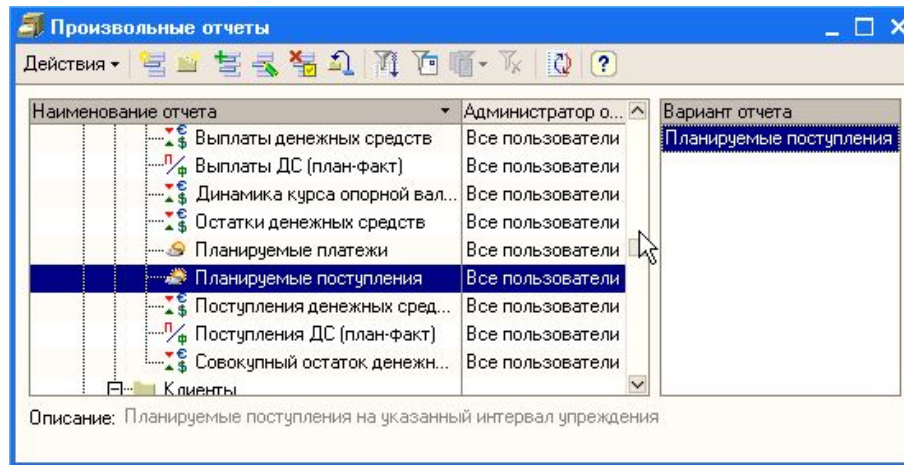 Произвольные отчеты
Действия
Наименование отчета Администратор о... Вариант отчета
Выплаты денежных средств Все пользователи Планируемые поступления
Выплаты ДС (план-факт) Все пользователи
Динамика курса опорной вал... Все пользователи
Остатки денежных средств Все пользователи
Планируемые платежи Все пользователи
Планируемые поступления Все пользователи
Поступления денежных сред... Все пользователи
Поступления ДС (план-факт) Все пользователи
Совокупный остаток денежн... Все пользователи
Клиенты
Описание: Планируемые поступления на указанный интервал упреждения